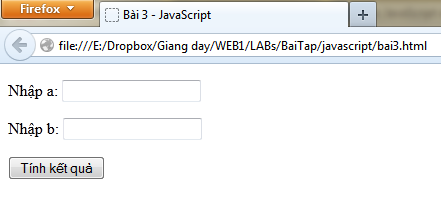 Firefox
Bài 3 - JavaScript
file:///E:/Dropbox/Giang day/WEB1/LABs/BaiTap/javascript/bai3.html
Nhập a:
Nhập b:
Tính kết quả